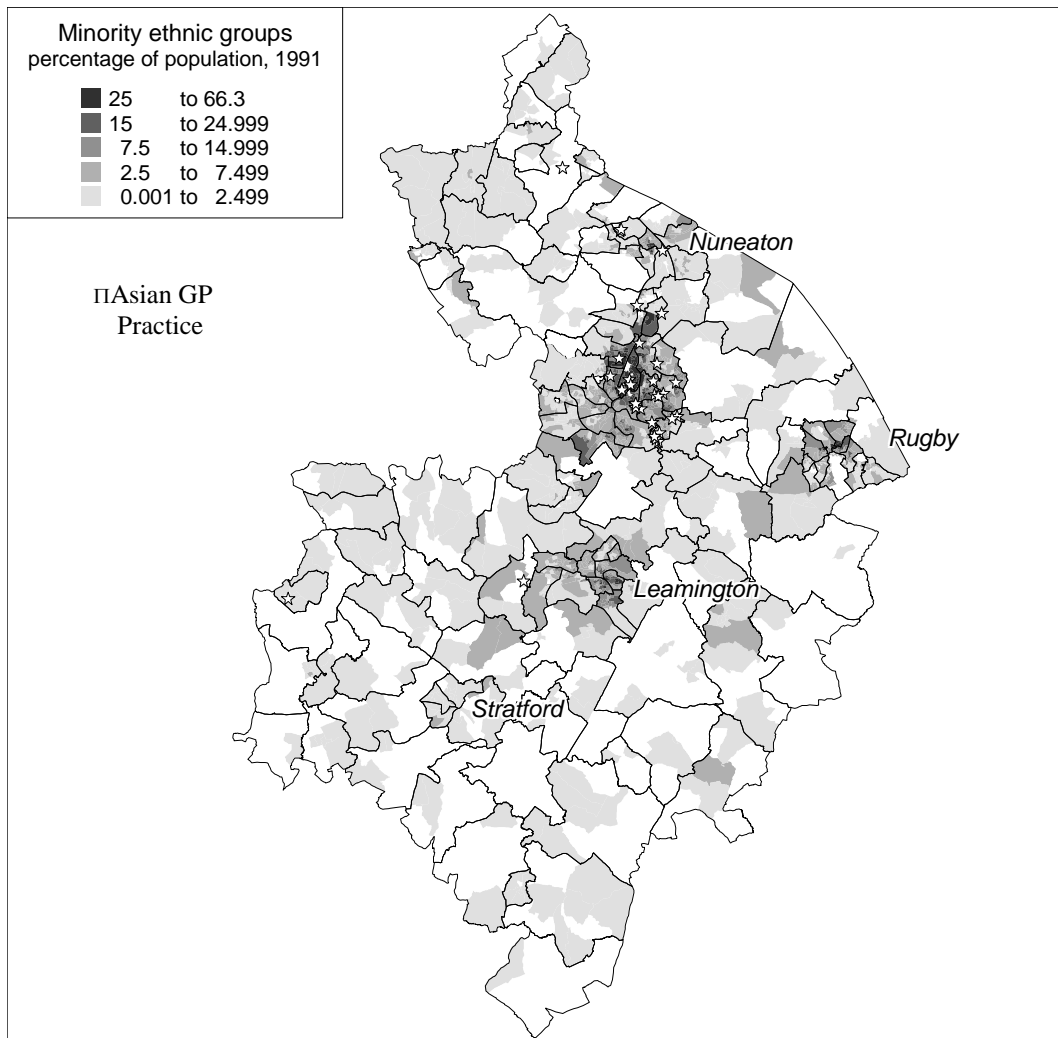 Minority ethnic groups
percentage of population, 1991
25 to 66.3
15 to 24.999
7.5 to 14.999
2.5 to 7.499
0.001 to 2.499
Nuneaton
πAsian GP
Practice
Rugby
Leamington
Stratford